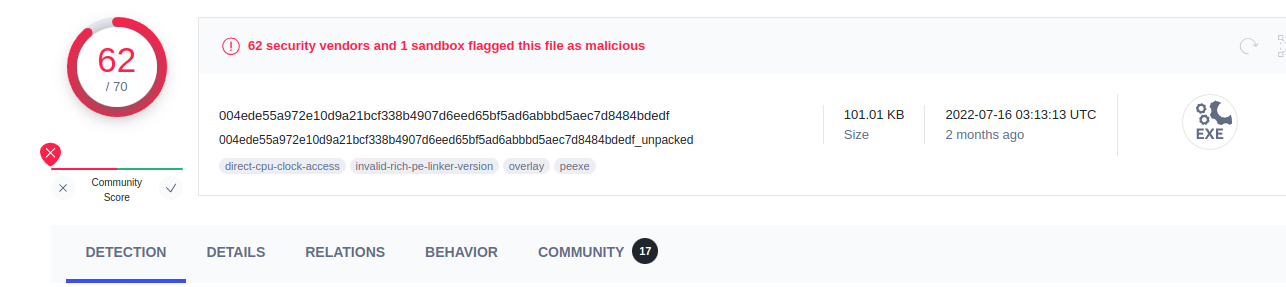 62
/ 70
62 security vendors and 1 sandbox flagged this file as malicious
004ede55a972e10d9a21bcf338b4907d6eed65bf5ad6abbbd5aec7d8484bdedf
004ede55a972e10d9a21bcf338b4907d6eed65bf5ad6abbbd5aec7d8484bdedf_unpacked
direct-cpu-clock-access invalid-rich-pe-linker-version overlay peexe
101.01 KB
Size
2022-07-16 03:13:13 UTC
2 months ago
EXE
Community
Score
DETECTION DETAILS RELATIONS BEHAVIOR COMMUNITY 17